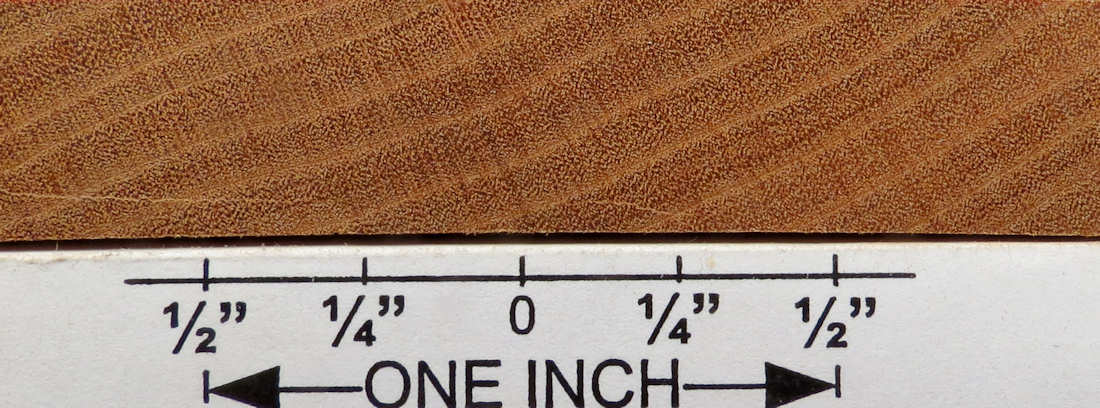 ½” ¼” 0 ¼” ½”
ONE INCH